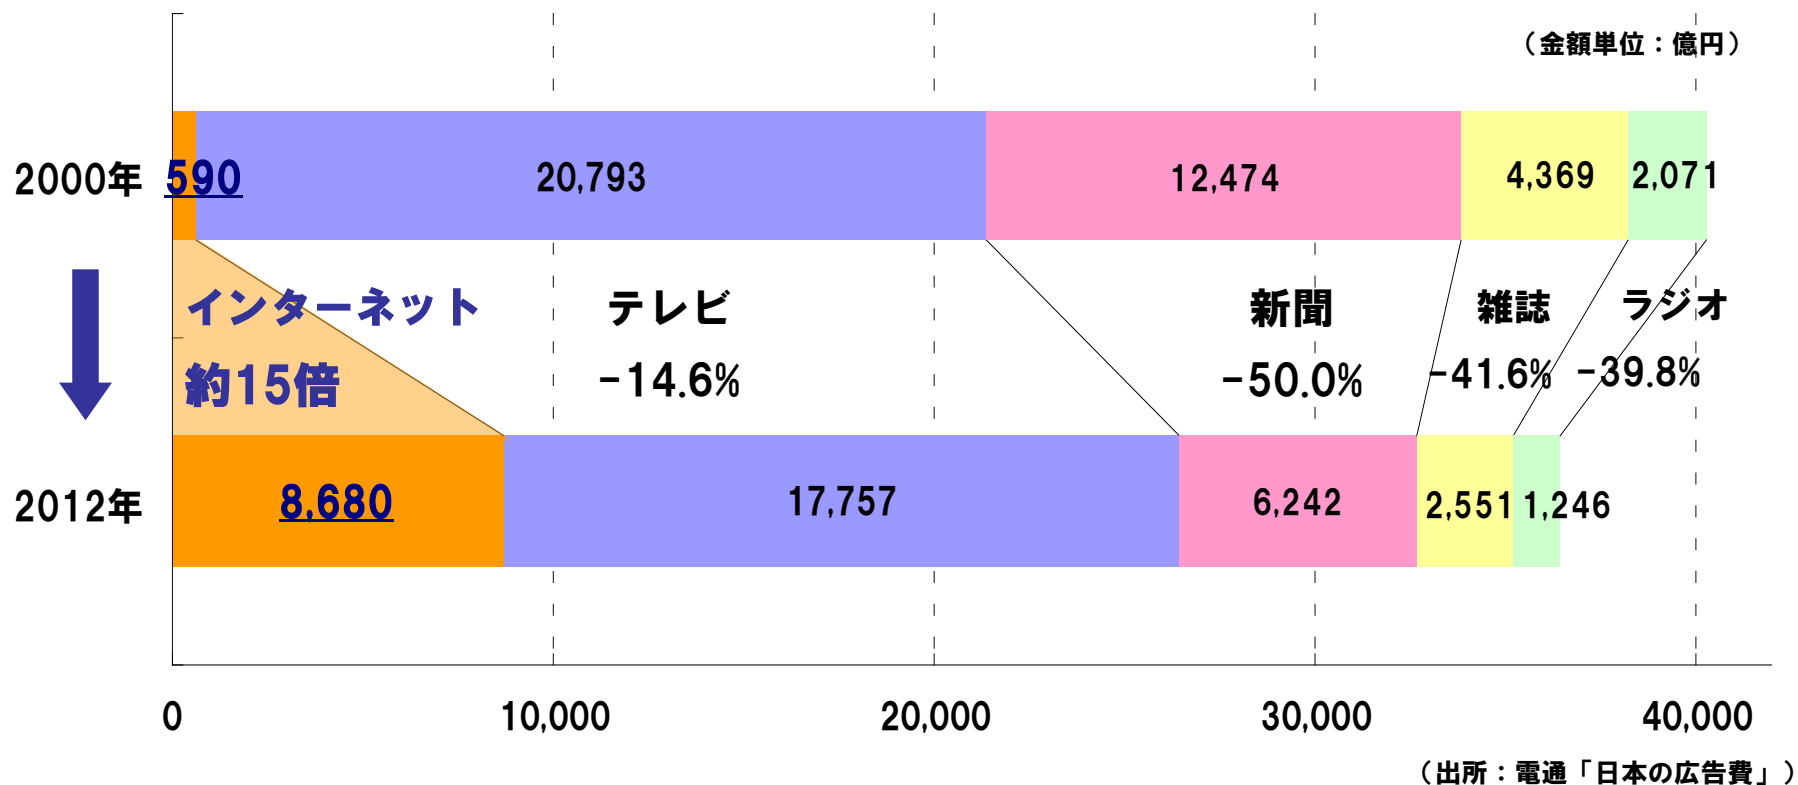 （金額単位：億円）
2000年 590 20,793 12,474 4,369 2,071
インターネット テレビ 新聞 雑誌 ラジオ
約15倍 -14.6% -50.0% -41.6% -39.8%
2012年 8,680 17,757 6,242 2,551 1,246
0 10,000 20,000 30,000 40,000
（出所：電通「日本の広告費」）